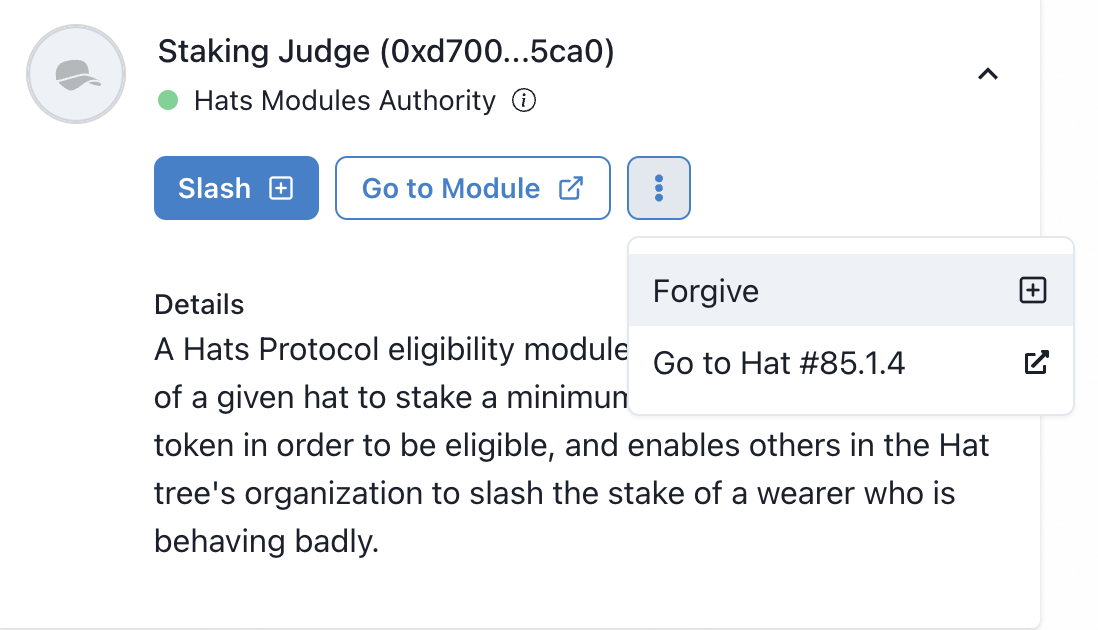 Staking Judge (0xd700...5ca0)
Hats Modules Authority
Slash
Go to Module
Forgive
Go to Hat #85.1.4
Details
A Hats Protocol eligibility module
of a given hat to stake a minimum
token in order to be eligible, and enables others in the Hat
tree's organization to slash the stake of a wearer who is
behaving badly.